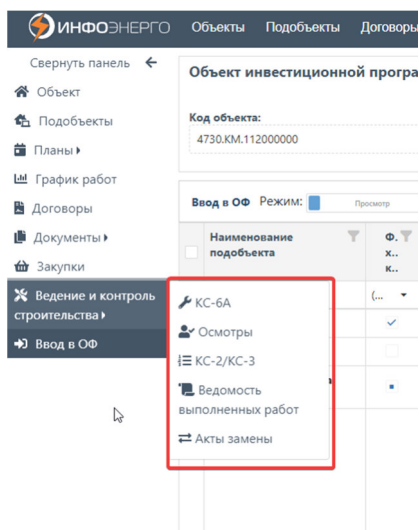 ИНФОЭНЕРГО Объекты Подобъекты Договоры
Свернуть панель
Объект
Подобъекты
Планы
График работ
Договоры
Документы
Закупки
Ведение и контроль
строительства
Ввод в ОФ
Объект инвестиционной програ
Код объекта:
4730.КМ.112000000
Ввод в ОФ Режим: Просмотр
Наименование
подобъекта
Ф.
х..
к..
(...
КС-6А
Осмотры
КС-2/КС-3
Ведомость
выполненных работ
Акты замены